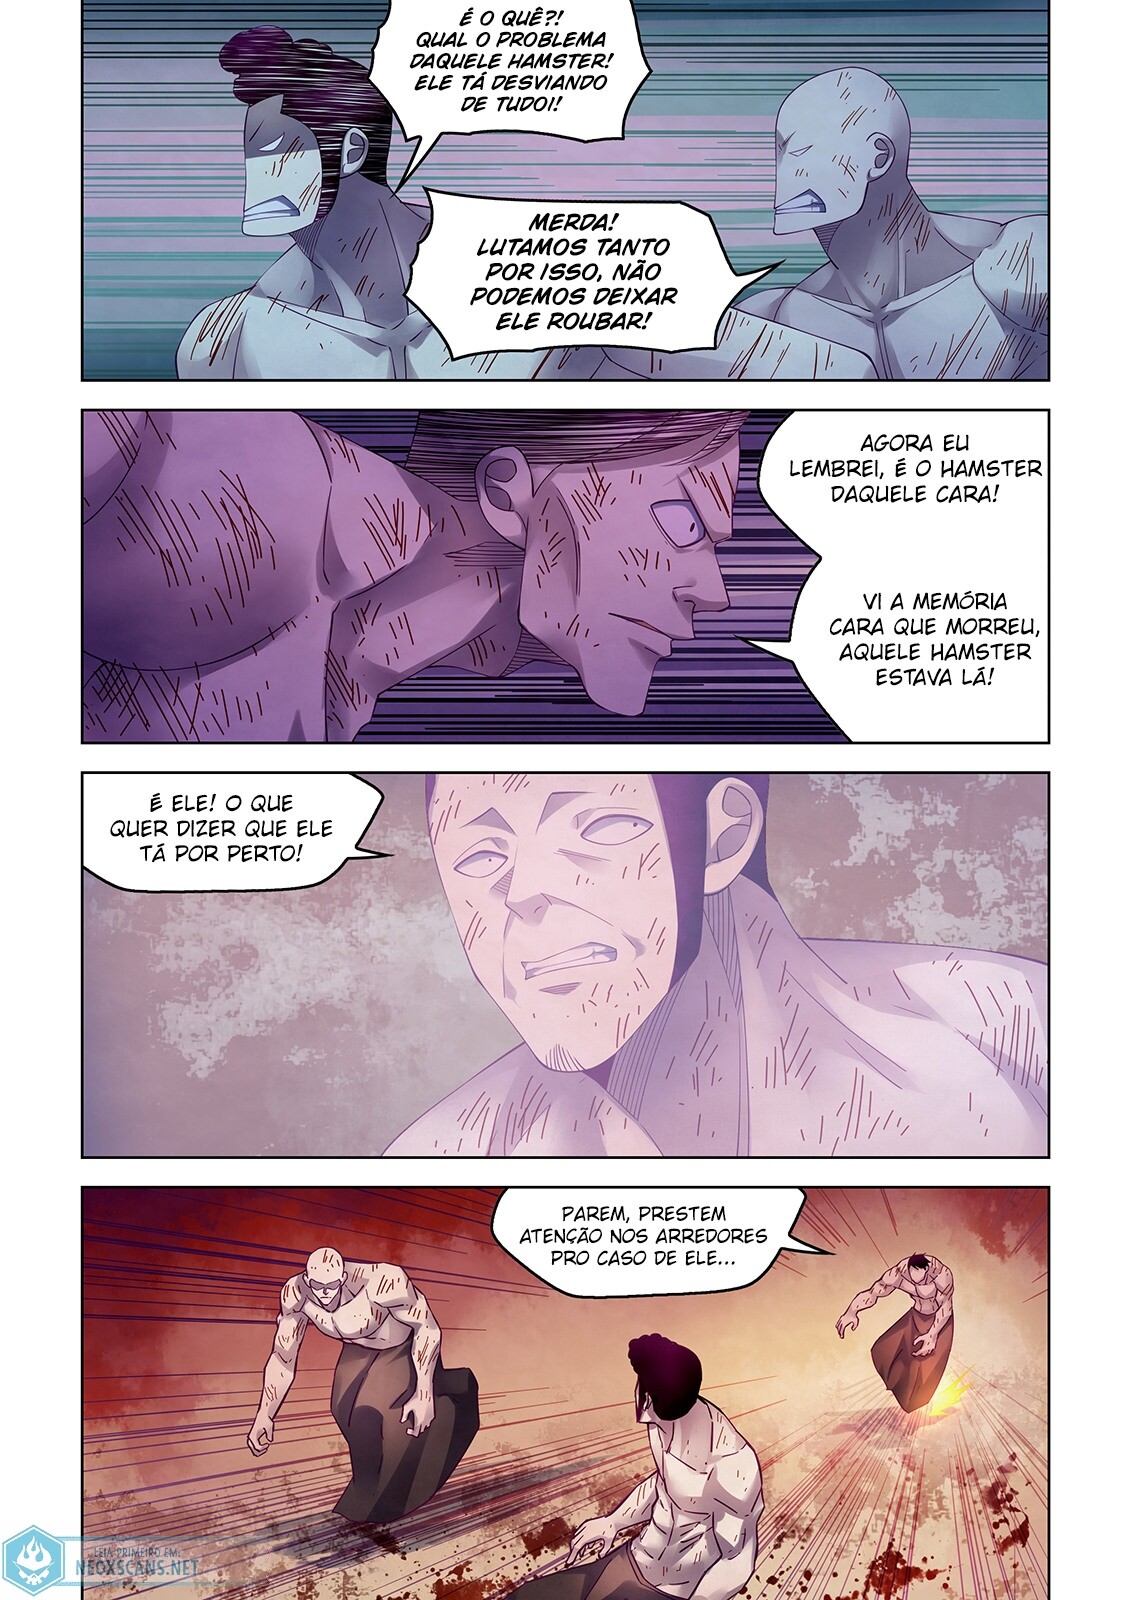 É O QUÊ?!
QUAL O PROBLEMA
DAQUELE HAMSTER!
ELE TÁ DESVIANDO
DE TUDO!!
MERDA!
LUTAMOS TANTO
POR ISSO, NÃO
PODEMOS DEIXAR
ELE ROUBAR!
AGORA EU
LEMBREI, É O HAMSTER
DAQUELE CARA!
VI A MEMÓRIA
CARA QUE MORREU,
AQUELE HAMSTER
ESTAVA LÁ!
É ELE! O QUE
QUER DIZER QUE ELE
TÁ POR PERTO!
PAREM, PRESTEM
ATENÇÃO NOS ARREDORES
PRO CASO DE ELE...
LEIA PRIMEIRO EM:
NEOXSCANS.NET